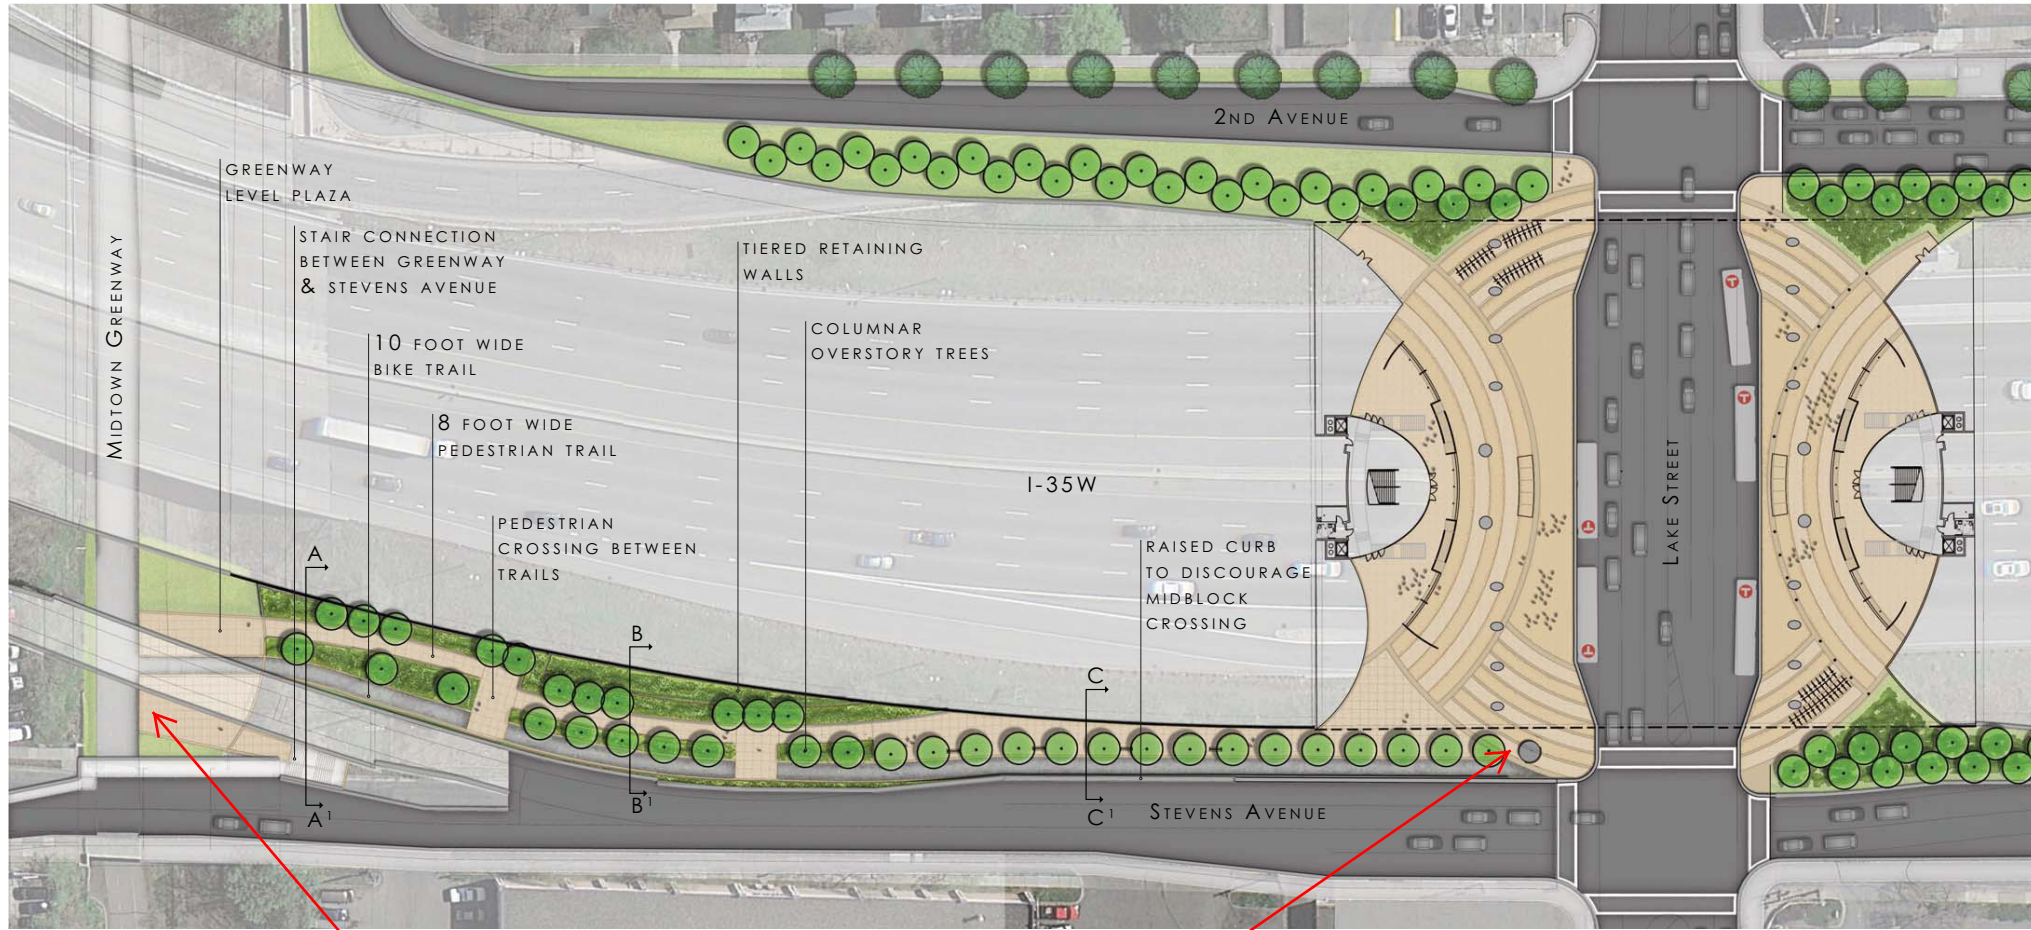 2ND AVENUE
GREENWAY
LEVEL PLAZA
STAIR CONNECTION
BETWEEN GREENWAY
& STEVENS AVENUE
TIERED RETAINING
WALLS
COLUMNAR
OVERSTORY TREES
10 FOOT WIDE
BIKE TRAIL
8 FOOT WIDE
PEDESTRIAN TRAIL
MIDTOWN GREENWAY
I-35W
PEDESTRIAN
CROSSING BETWEEN
TRAILS
RAISED CURB
TO DISCOURAGE
MIDBLOCK
CROSSING
LAKE STREET
A
B
C
A1
B1
C1
STEVENS AVENUE
T
T
T
T
T